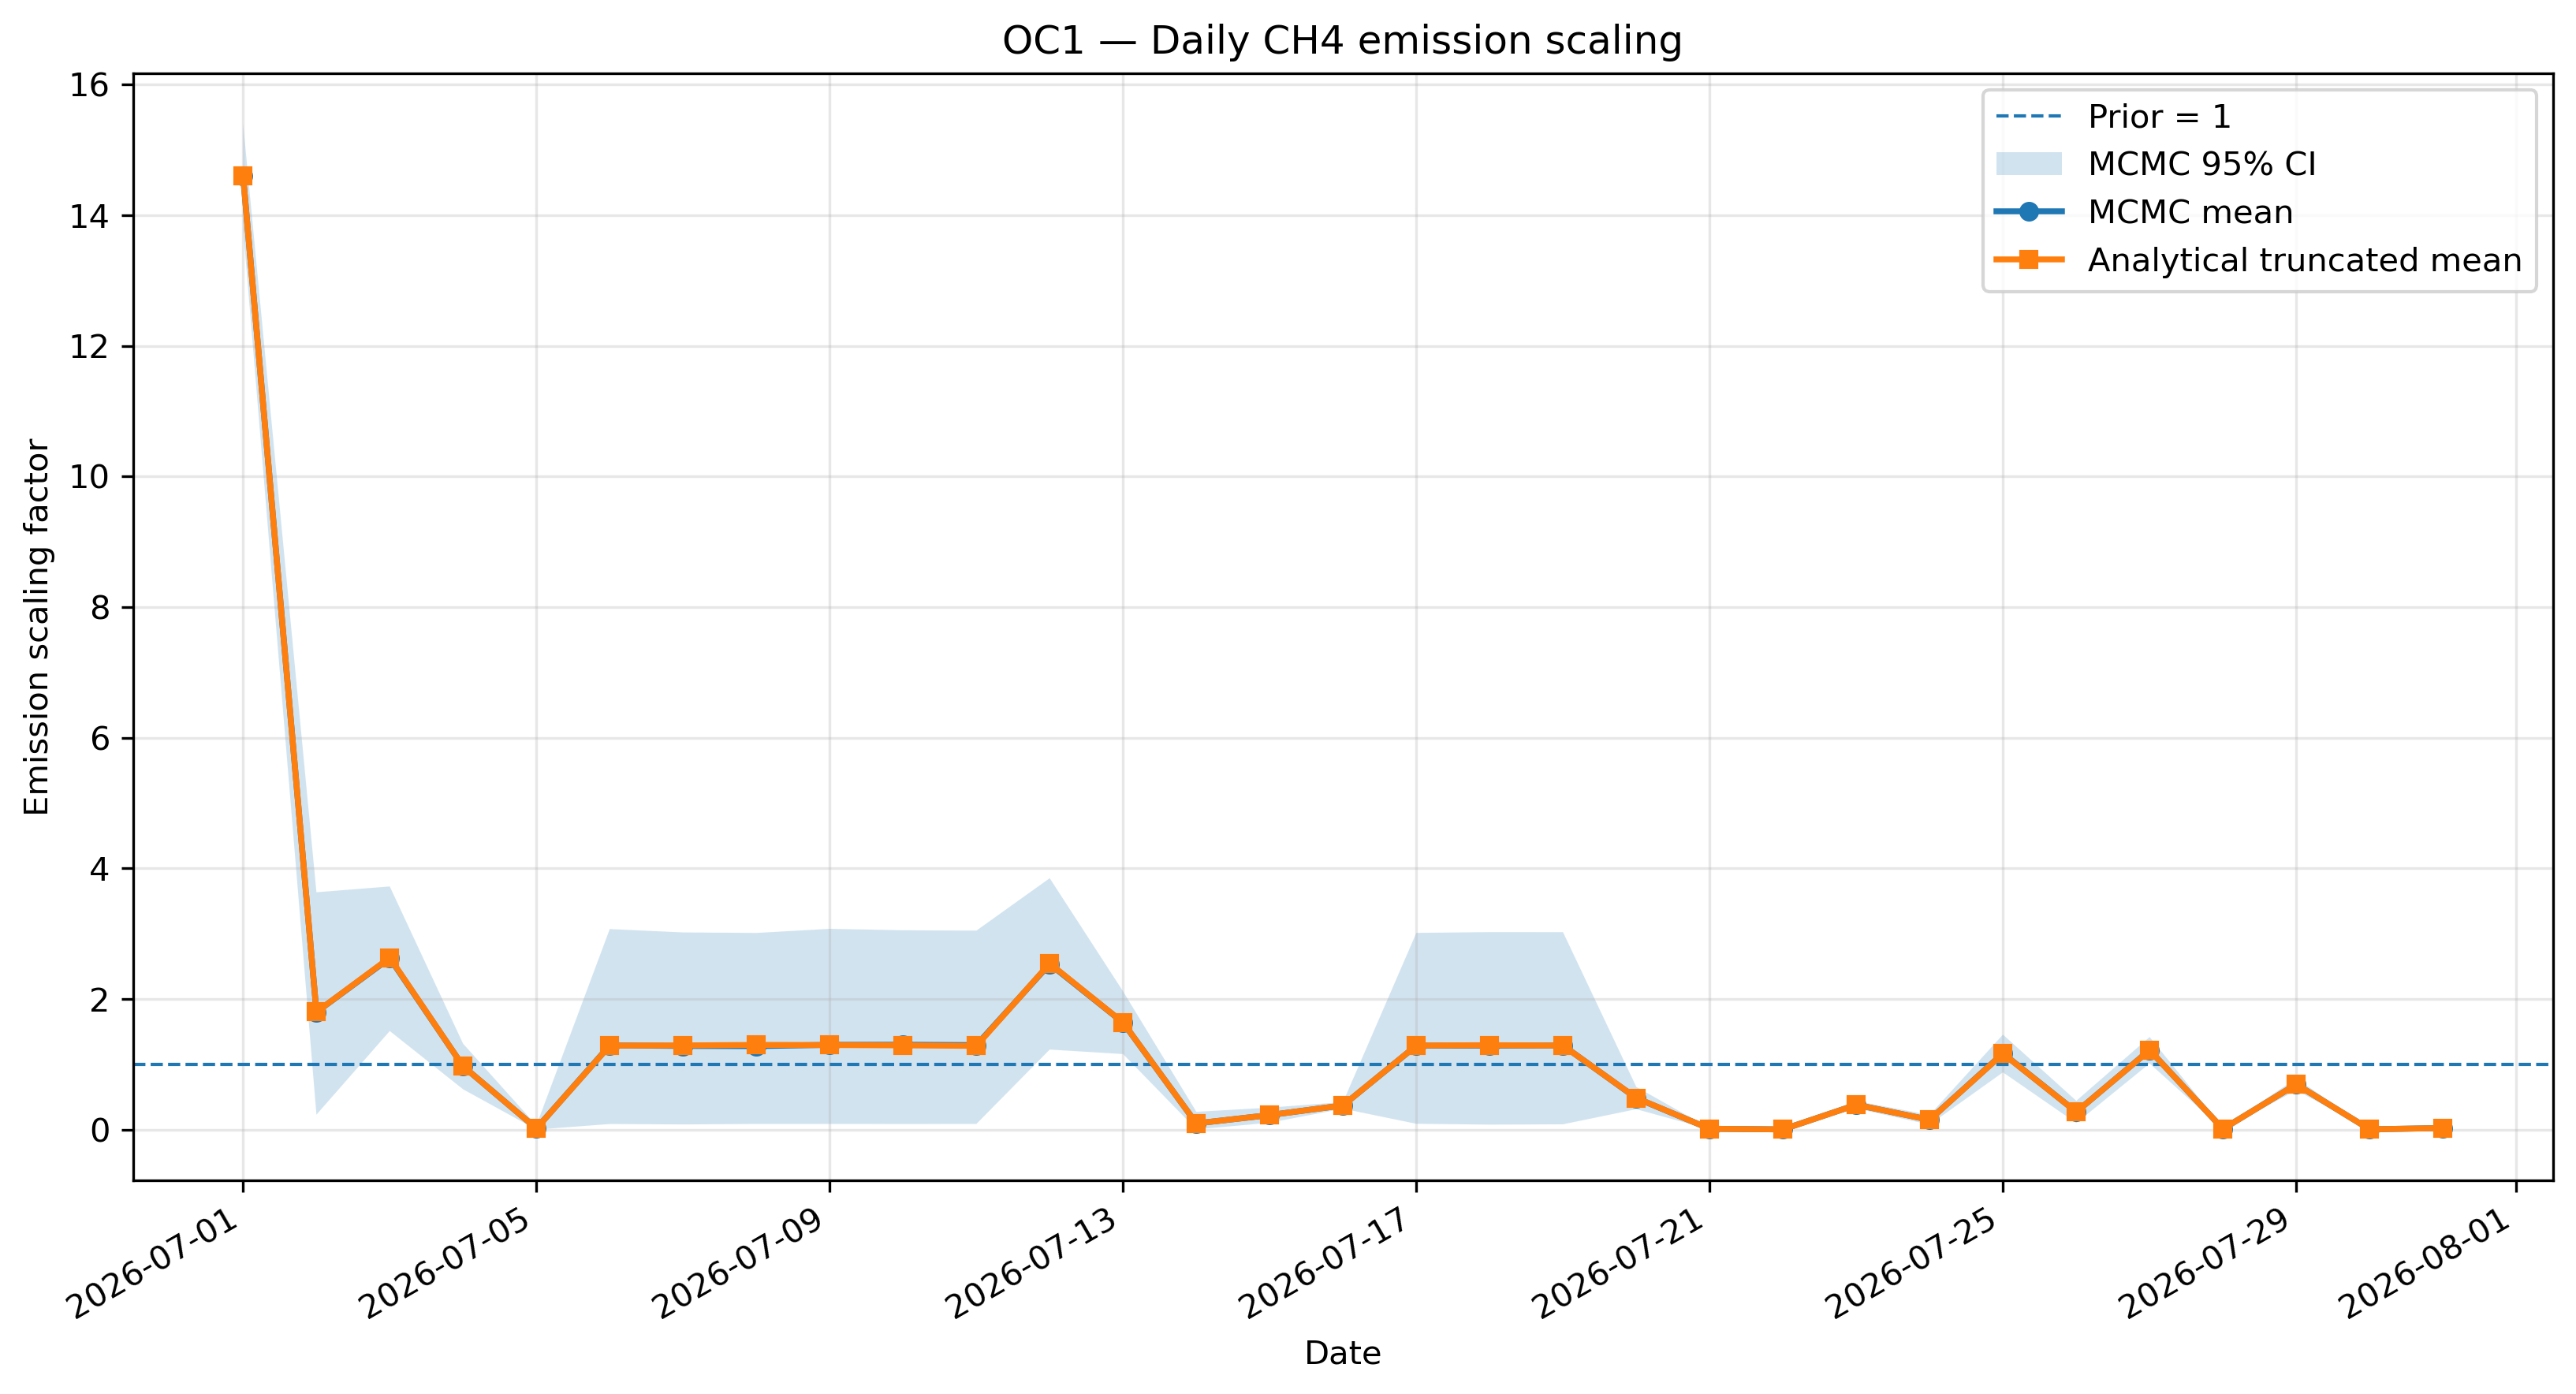 OC1 — Daily CH4 emission scaling
Emission scaling factor
16
14
12
10
8
6
4
2
0
Prior = 1
MCMC 95% CI
MCMC mean
Analytical truncated mean
2026-07-01
2026-07-05
2026-07-09
2026-07-13
2026-07-17
2026-07-21
2026-07-25
2026-07-29
2026-08-01
Date